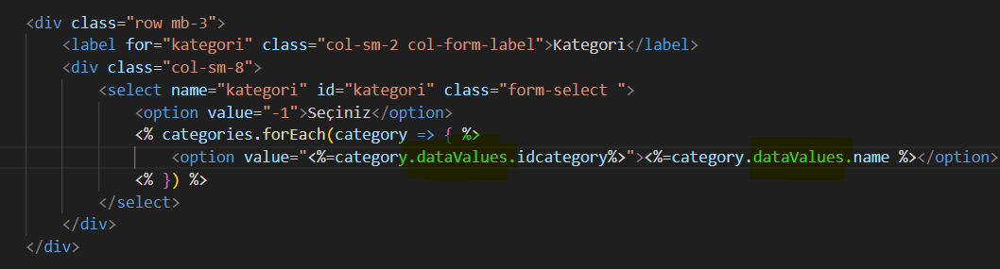 <div class="row mb-3">
<label for="kategori" class="col-sm-2 col-form-label">Kategori</label>
<div class="col-sm-8">
<select name="kategori" id="kategori" class="form-select ">
<option value="-1">Seçiniz</option>
<% categories.forEach(category => { %>
<option value="<%=category.dataValues.idcategory%>"><%=category.dataValues.name %></option>
<% }) %>
</select>
</div>
</div>